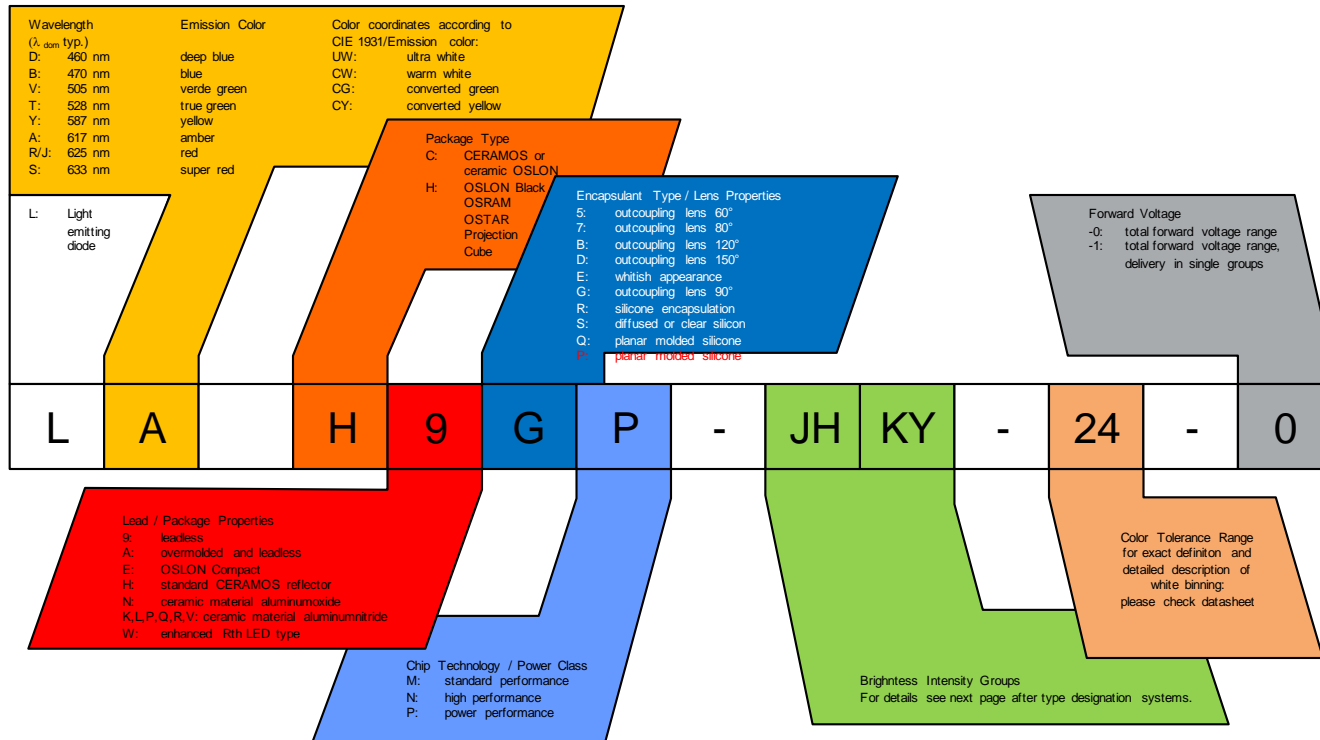 Wavelength Emission Color Color coordinates according to
(λ dom typ.) CIE 1931/Emission color:
D: 460 nm deep blue UW: ultra white
B: 470 nm blue CW: warm white
V: 505 nm verde green CG: converted green
T: 528 nm true green CY: converted yellow
Y: 587 nm yellow
A: 617 nm amber
R/J: 625 nm red
S: 633 nm super red
Package Type
C: CERAMOS or
ceramic OSLON
H: OSLON Black
OSRAM
OSTAR
Projection
Cube
L: Light
emitting
diode
Encapsulant Type / Lens Properties
5: outcoupling lens 60°
7: outcoupling lens 80°
B: outcoupling lens 120°
D: outcoupling lens 150°
E: whitish appearance
G: outcoupling lens 90°
R: silicone encapsulation
S: diffused or clear silicon
Q: planar molded silicone
P: planar molded silicone
Forward Voltage
-0: total forward voltage range
-1: total forward voltage range,
delivery in single groups
L A H 9 G P - JH KY - 24 - 0
Lead / Package Properties
9: leadless
A: overmolded and leadless
E: OSLON Compact
H: standard CERAMOS reflector
N: ceramic material aluminumoxide
K,L,P,Q,R,V: ceramic material aluminumnitride
W: enhanced Rth LED type
Color Tolerance Range
for exact definiton and
detailed description of
white binning:
please check datasheet
Chip Technology / Power Class
M: standard performance
N: high performance
P: power performance
Brighntess Intensity Groups
For details see next page after type designation systems.